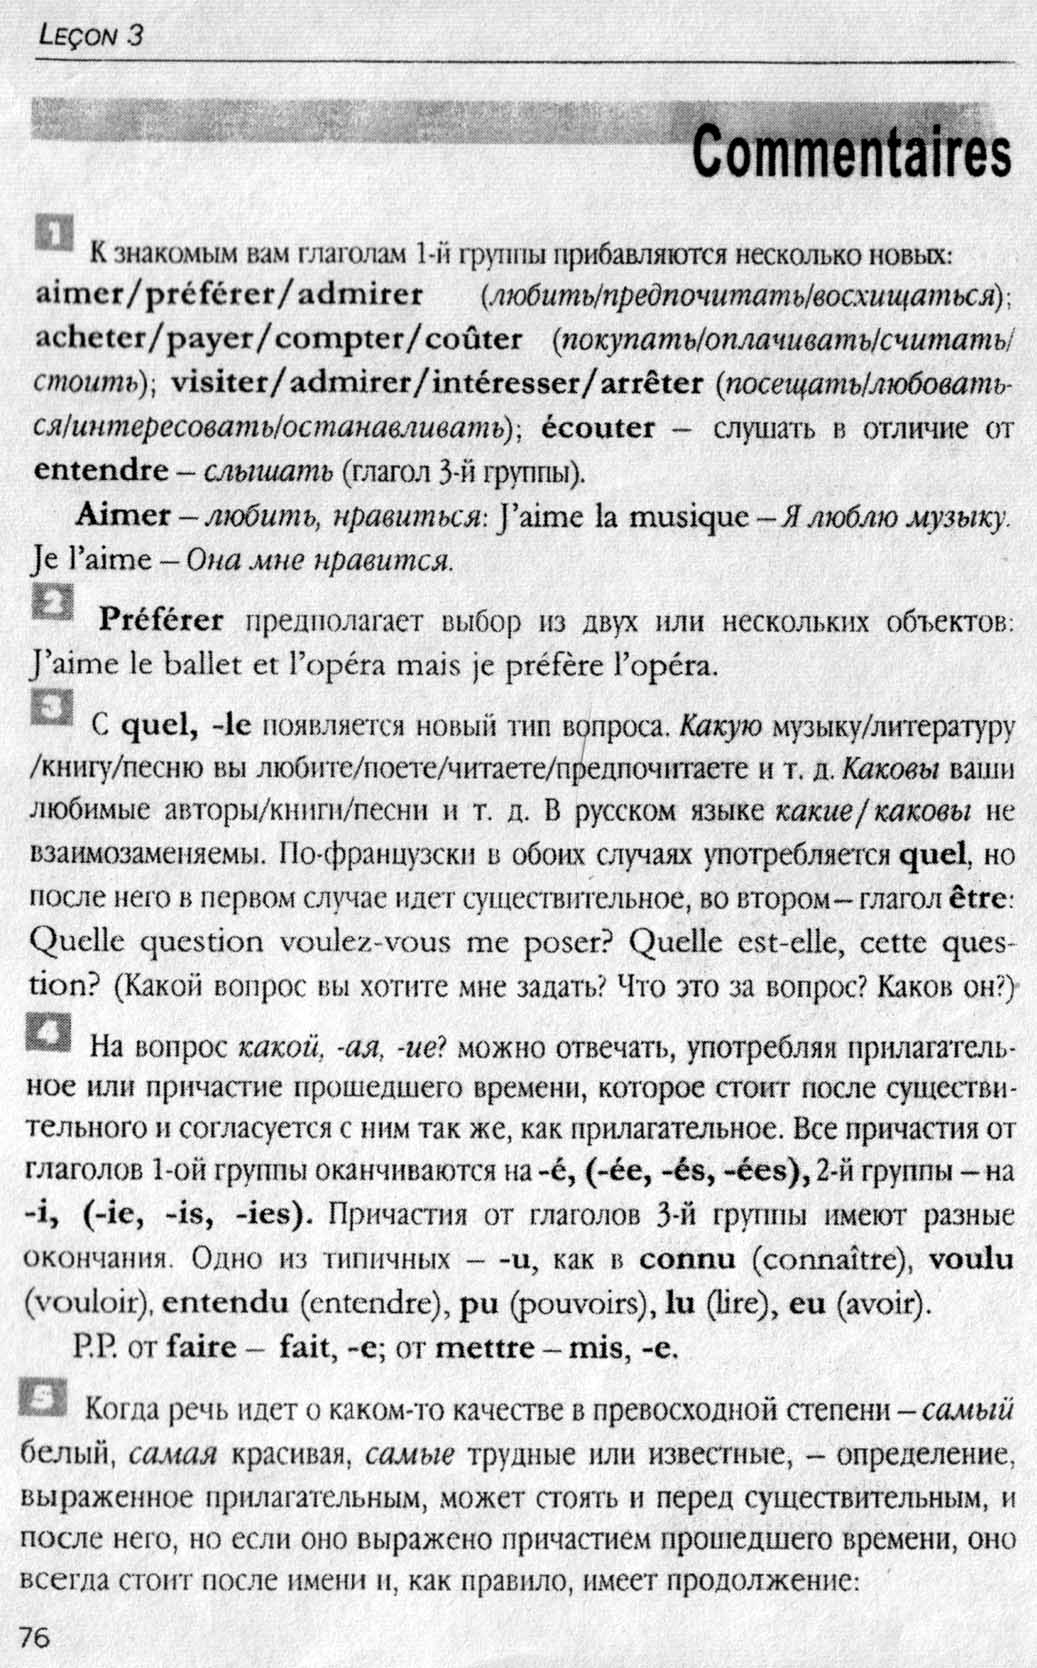 Leçon 3
Commentaires
1 К знакомым вам глаголам 1-й группы прибавляются несколько новых:
aimer/préférer/admirer (любить/предпочитать/восхищаться);
acheter/payer/compter/coûter (покупать/оплачивать/считать/
стоить); visiter/admirer/intéresser/arrêter (посещать/любовать-
ся/интересовать/останавливать); écouter – слушать в отличие от
entendre – слышать (глагол 3-й группы).
Aimer – любить, нравиться: J’aime la musique – Я люблю музыку.
Je l’aime – Она мне нравится.
2 Préférer предполагает выбор из двух или нескольких объектов:
J’aime le ballet et l’opéra mais je préfère l’opéra.
3 С quel, -le появляется новый тип вопроса. Какую музыку/литературу
/книгу/песню вы любите/поете/читаете/предпочитаете и т. д. Каковы ваши
любимые авторы/книги/песни и т. д. В русском языке какие/каковы не
взаимозаменяемы. По-французски в обоих случаях употребляется quel, но
после него в первом случае идет существительное, во втором – глагол être:
Quelle question voulez-vous me poser? Quelle est-elle, cette ques-
tion? (Какой вопрос вы хотите мне задать? Что это за вопрос? Каков он?)
4 На вопрос какой, -ая, -ие? можно отвечать, употребляя прилагатель-
ное или причастие прошедшего времени, которое стоит после существи-
тельного и согласуется с ним так же, как прилагательное. Все причастия от
глаголов 1-ой группы оканчиваются на -é, (-ée, -és, -ées), 2-й группы – на
-i, (-ie, -is, -ies). Причастия от глаголов 3-й группы имеют разные
окончания. Одно из типичных – -u, как в connu (connaître), voulu
(vouloir), entendu (entendre), pu (pouvoirs), lu (lire), eu (avoir).
P.P. от faire – fait, -e; от mettre – mis, -e.
5 Когда речь идет о каком-то качестве в превосходной степени – самый
белый, самая красивая, самые трудные или известные, – определение,
выраженное прилагательным, может стоять и перед существительным, и
после него, но если оно выражено причастием прошедшего времени, оно
всегда стоит после имени и, как правило, имеет продолжение:
76